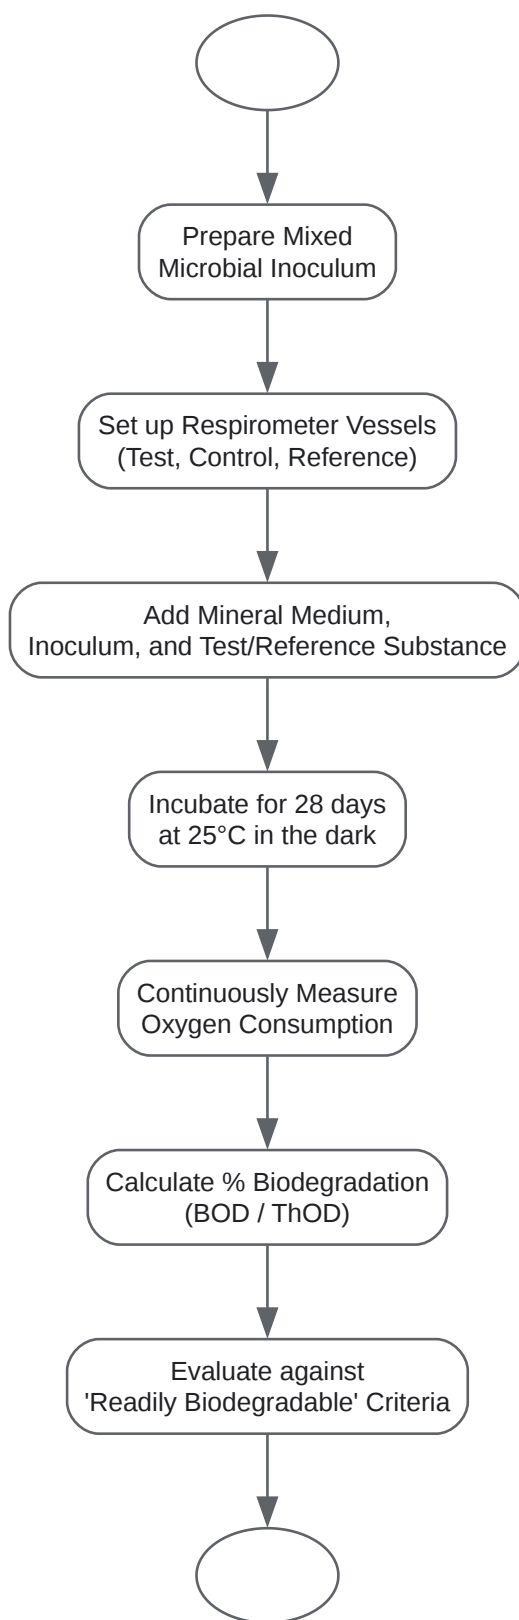 Prepare Mixed
Microbial Inoculum
Set up Respirometer Vessels
(Test, Control, Reference)
Add Mineral Medium,
Inoculum, and Test/Reference Substance
Incubate for 28 days
at 25°C in the dark
Continuously Measure
Oxygen Consumption
Calculate % Biodegradation
(BOD / ThOD)
Evaluate against
'Readily Biodegradable' Criteria